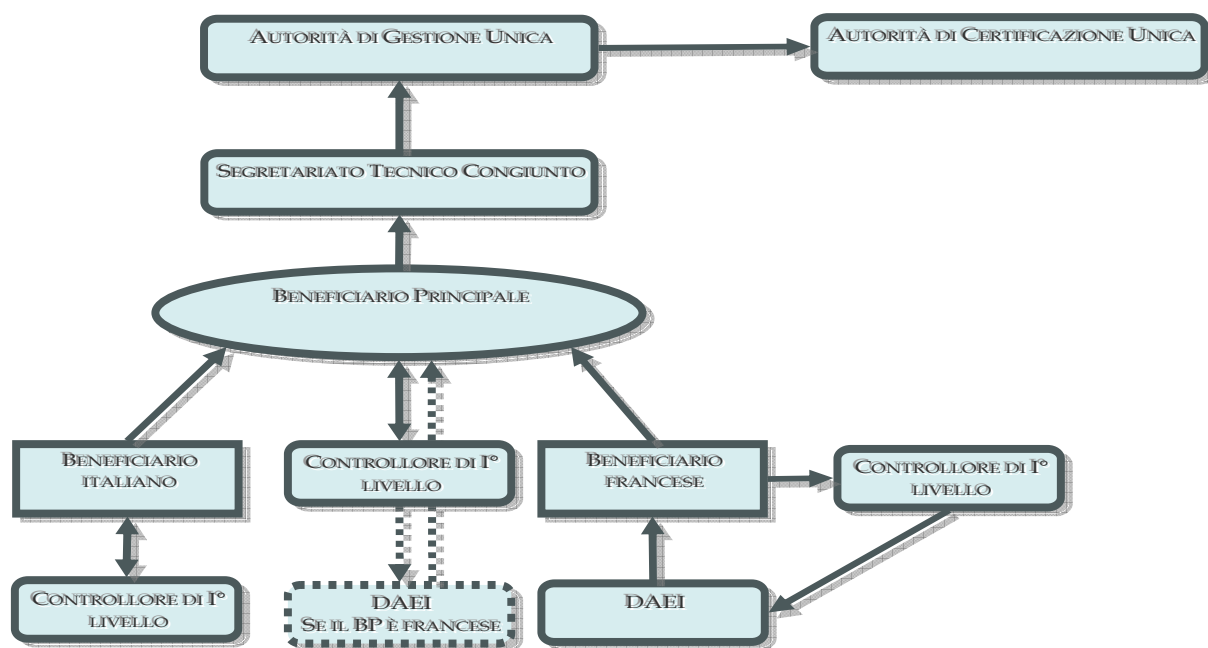 AUTORITÀ DI GESTIONE UNICA
AUTORITÀ DI CERTIFICAZIONE UNICA
SEGRETARIATO TECNICO CONGIUNTO
BENEFICIARIO PRINCIPALE
BENEFICIARIO
ITALIANO
CONTROLLORE DI I°
LIVELLO
BENEFICIARIO
FRANCESE
CONTROLLORE DI I°
LIVELLO
CONTROLLORE DI I°
LIVELLO
DAEI
SE IL BP È FRANCESE
DAEI